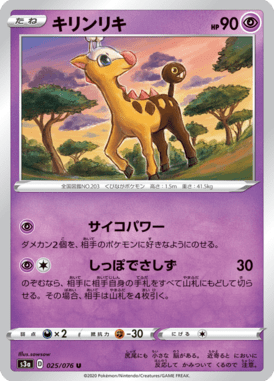 たね キリンリキ HP90
全国図鑑NO.203 くびながポケモン 高さ：1.5m 重さ：41.5kg
サイコパワー
ダメカン2個を、相手のポケモンに好きなようにのせる。
しっぽでさしず 30
のぞむなら、相手に相手自身の手札をすべて山札にもどして切らせる。その後、相手は山札を4枚引く。
弱点 ×2 抵抗力 -30 にげる
s3a D 025/076 U
©2020 Pokémon/Nintendo/Creatures/GAME FREAK.